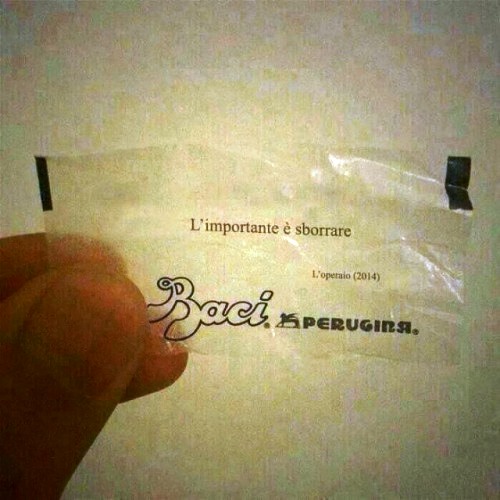 L'importante è sborrare
L'operaio (2014)
Baci® PERUGINA®